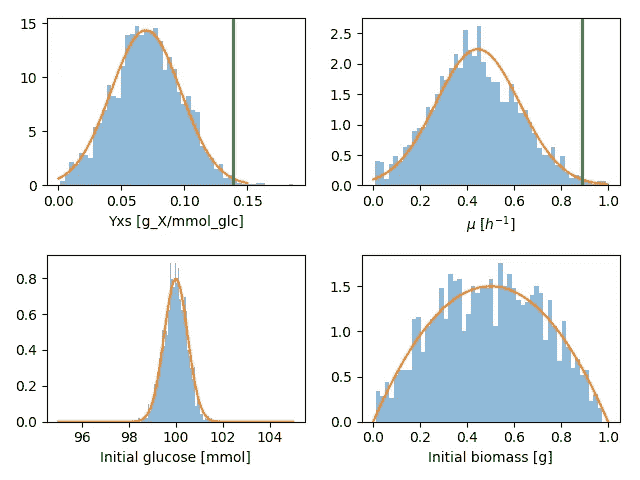 15
10
5
0
0.00 0.05 0.10 0.15
Yxs [g_X/mmol_glc]
2.5
2.0
1.5
1.0
0.5
0.0
0.0 0.2 0.4 0.6 0.8 1.0
μ [h⁻¹]
0.8
0.6
0.4
0.2
0.0
96 98 100 102 104
Initial glucose [mmol]
1.5
1.0
0.5
0.0
0.0 0.2 0.4 0.6 0.8 1.0
Initial biomass [g]